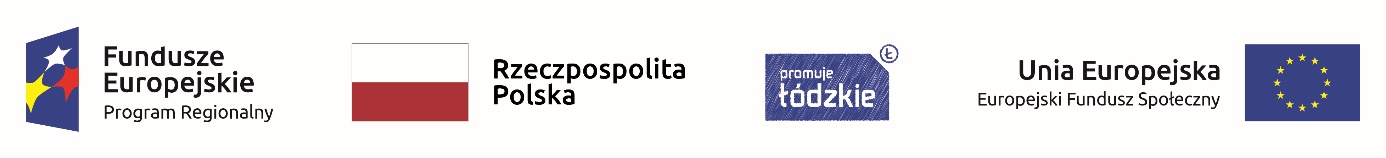 Fundusze
Europejskie
Program Regionalny
Rzeczpospolita
Polska
Ł
promuje
łódzkie
Unia Europejska
Europejski Fundusz Społeczny